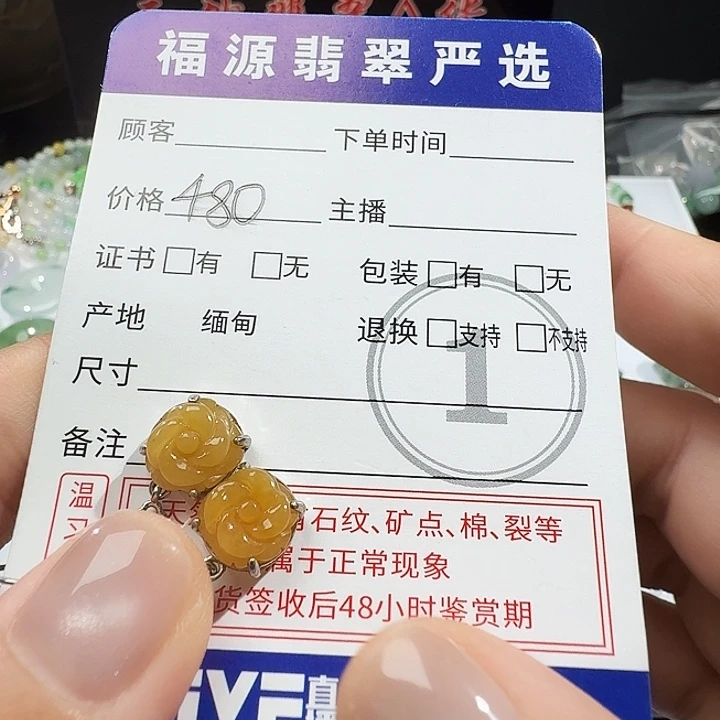 福源翡翠严选
顾客 下单时间
价格 480 主播
证书 □有 □无 包装 □有 □无
产地 缅甸 退换 □支持 □不支持
尺寸
备注
1
温
石纹、矿点、棉、裂等
属于正常现象
货签收后48小时鉴赏期
直播